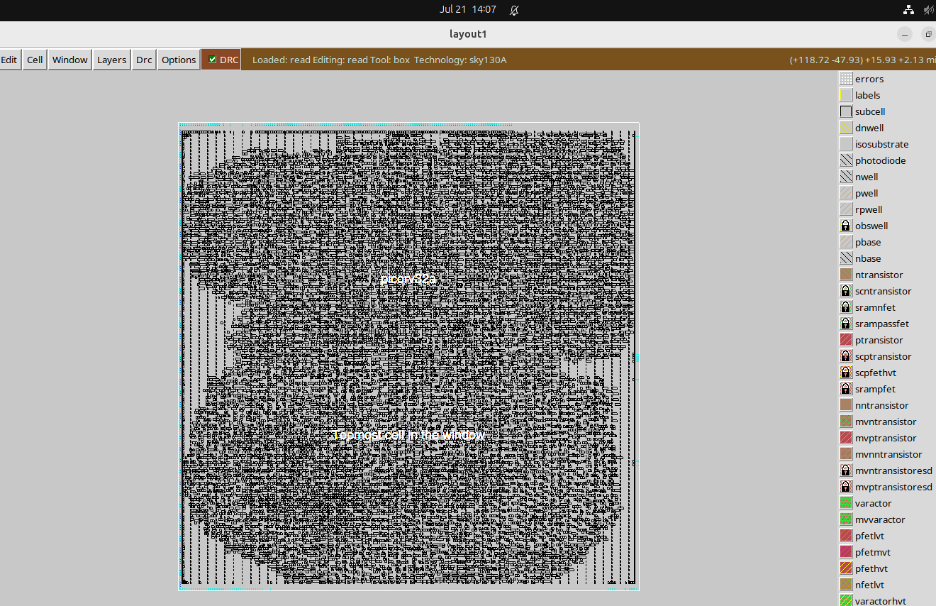 Jul 21 14:07
layout1
Edit Cell Window Layers Drc Options DRC Loaded: read Editing: read Tool: box Technology: sky130A (+118.72 -47.93) +15.93 +2.13 mi
errors
labels
subcell
dnwell
isosubstrate
photodiode
nwell
pwell
rpwell
obswell
pbase
nbase
ntransistor
scntransistor
sramnfet
srampassfet
ptransistor
scptransistor
scpfethvt
srampfet
nntransistor
mvntransistor
mvptransistor
mvnntransistor
mvntransistoresd
mvptransistoresd
varactor
mvvaractor
pfetlvt
pfetmvt
pfethvt
nfetlvt
varactorhvt
picorv32a
Topmost cell in the window